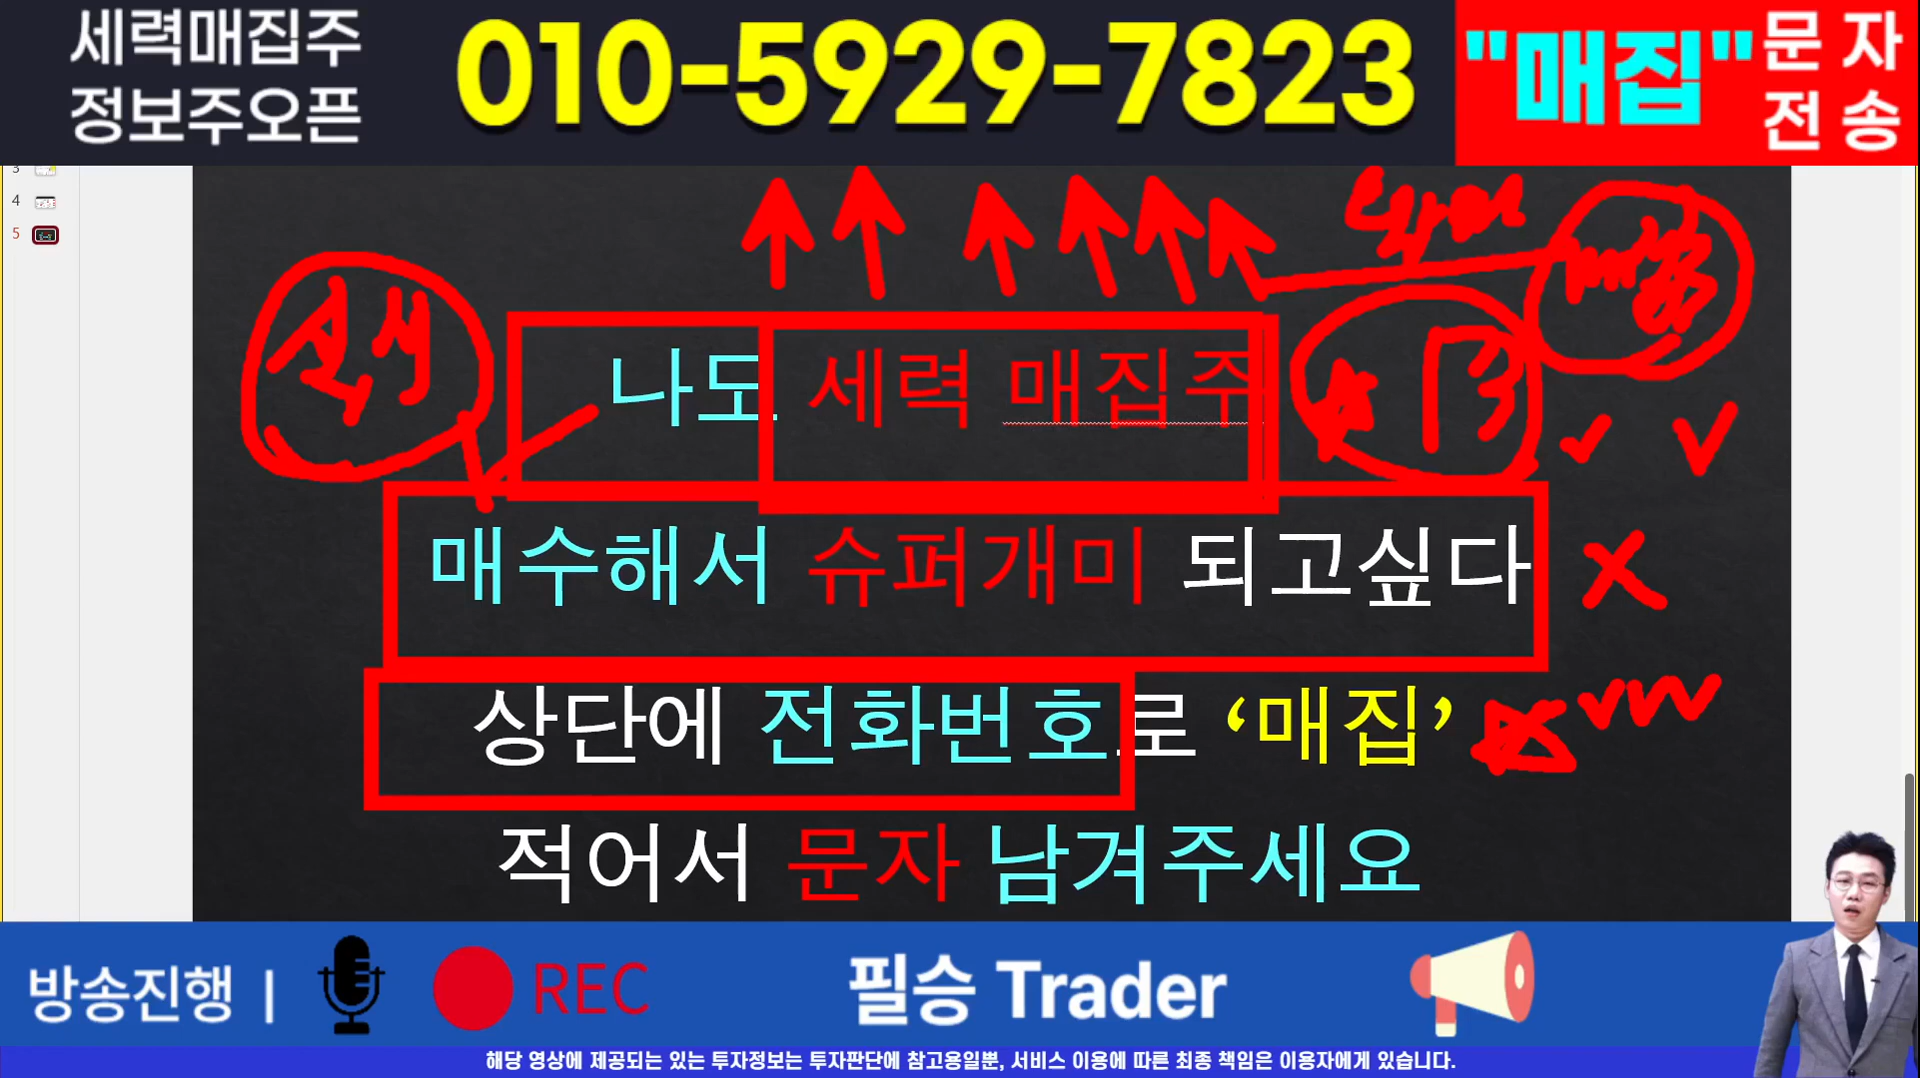 세력매집주
정보주오픈
010-5929-7823
"매집"
문자
전송
3
4
5
나도 세력 매집주
매수해서 슈퍼개미 되고싶다
상단에 전화번호로 ‘매집’
적어서 문자 남겨주세요
방송진행 |
REC
필승 Trader
해당 영상에 제공되는 있는 투자정보는 투자판단에 참고용일뿐, 서비스 이용에 따른 최종 책임은 이용자에게 있습니다.